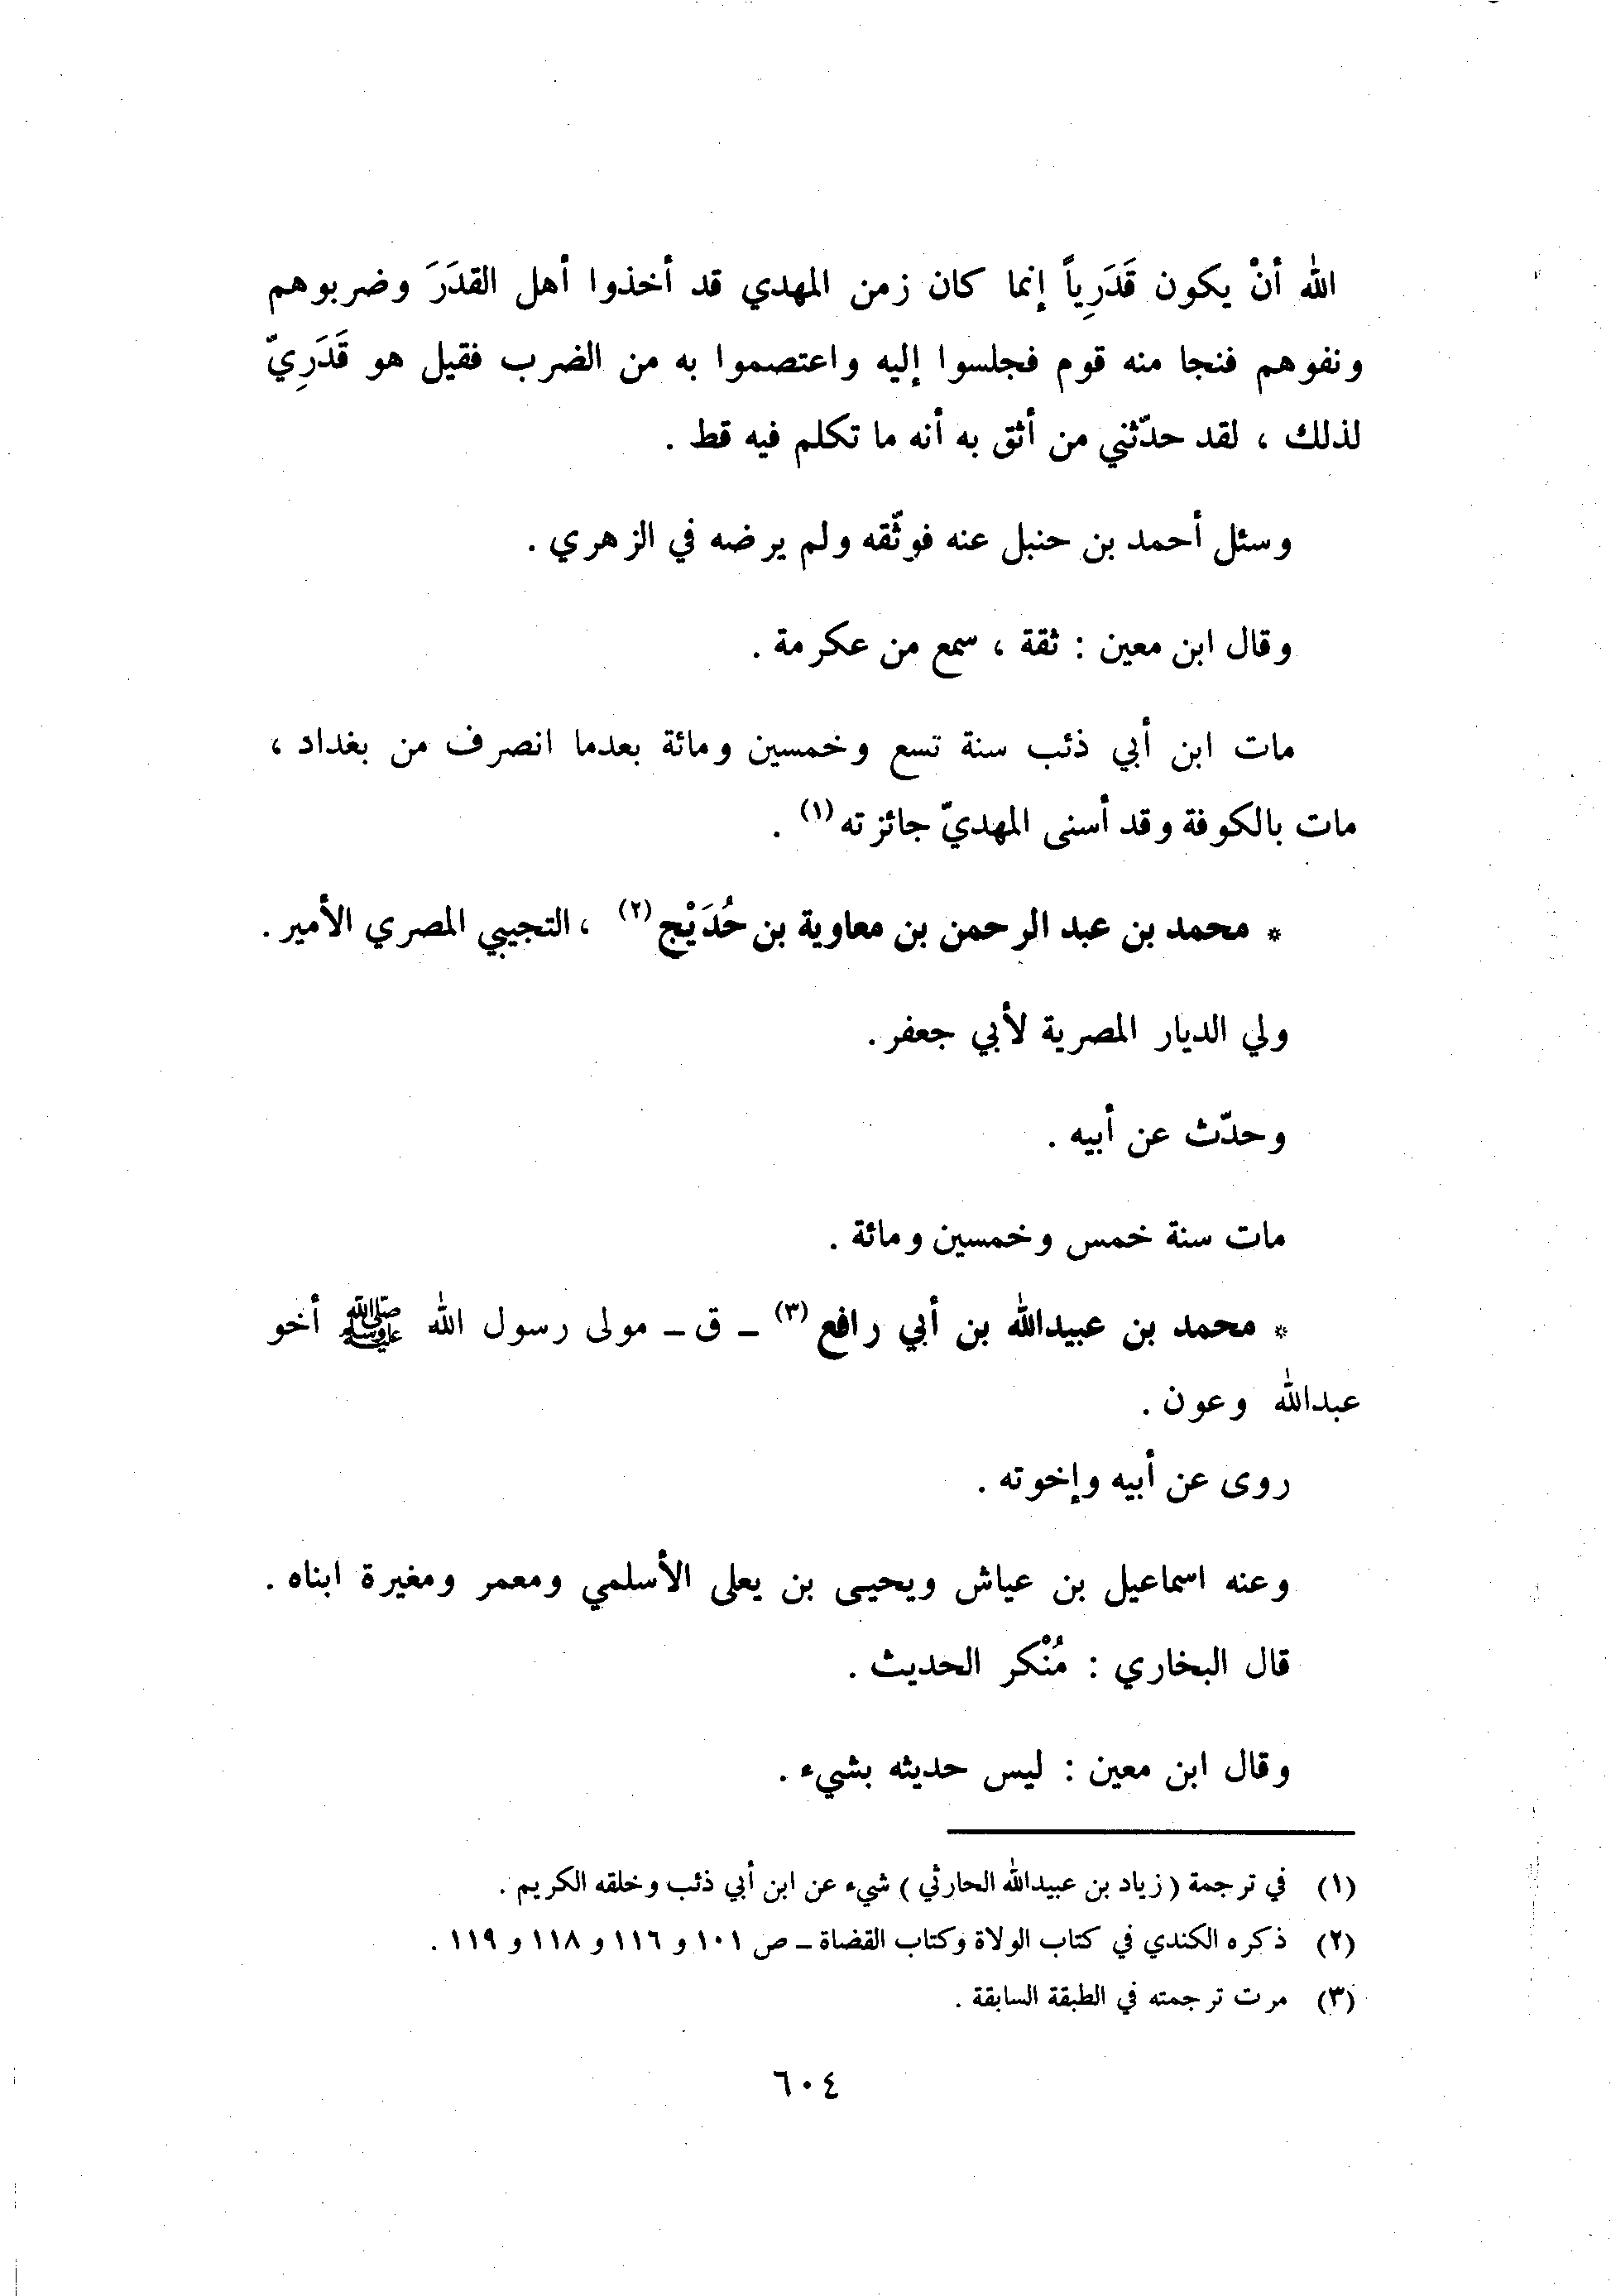 الله أنْ يكون قَدَرِياً إنما كان زمن المهدي قد أخذوا أهل القدَرَ وضربوهم
ونفوهم فنجا منه قوم فجلسوا إليه واعتصموا به من الضرب فقيل هو قَدَرِيّ
لذلك ، لقد حدّثني من أثق به أنه ما تكلم فيه قط .
وسئل أحمد بن حنبل عنه فوثّقه ولم يرضه في الزهري .
وقال ابن معين : ثقة ، سمع من عكرمة .
مات ابن أبي ذئب سنة تسع وخمسين ومائة بعدما انصرف من بغداد ،
مات بالكوفة وقد أسنى المهديّ جائزته (١) .
* محمد بن عبد الرحمن بن معاوية بن حُدَيْج (٢) ، التجيبي المصري الأمير .
ولي الديار المصرية لأبي جعفر .
وحدّث عن أبيه .
مات سنة خمس وخمسين ومائة .
* محمد بن عبيدالله بن أبي رافع (٣) ـ ق ـ مولى رسول الله ﷺ أخو
عبدالله وعون .
روى عن أبيه وإخوته .
وعنه اسماعيل بن عياش ويحيى بن يعلى الأسلمي ومعمر ومغيرة ابناه .
قال البخاري : مُنْكر الحديث .
وقال ابن معين : ليس حديثه بشيء .
(١) في ترجمة ( زياد بن عبيدالله الحارثي ) شيء عن ابن أبي ذئب وخلقه الكريم .
(٢) ذكره الكندي في كتاب الولاة وكتاب القضاة ـ ص ١٠١ و ١١٦ و ١١٨ و ١١٩ .
(٣) مرت ترجمته في الطبقة السابقة .
٦٠٤